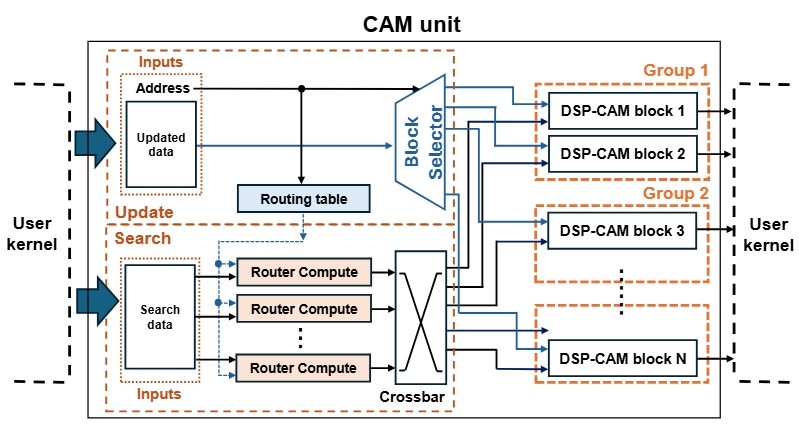 CAM unit
Inputs
Address
Updated
data
Block
Selector
Routing table
Update
Group 1
DSP-CAM block 1
DSP-CAM block 2
Group 2
DSP-CAM block 3
DSP-CAM block N
User
kernel
User
kernel
Search
Search
data
Router Compute
Router Compute
Router Compute
Inputs
Crossbar